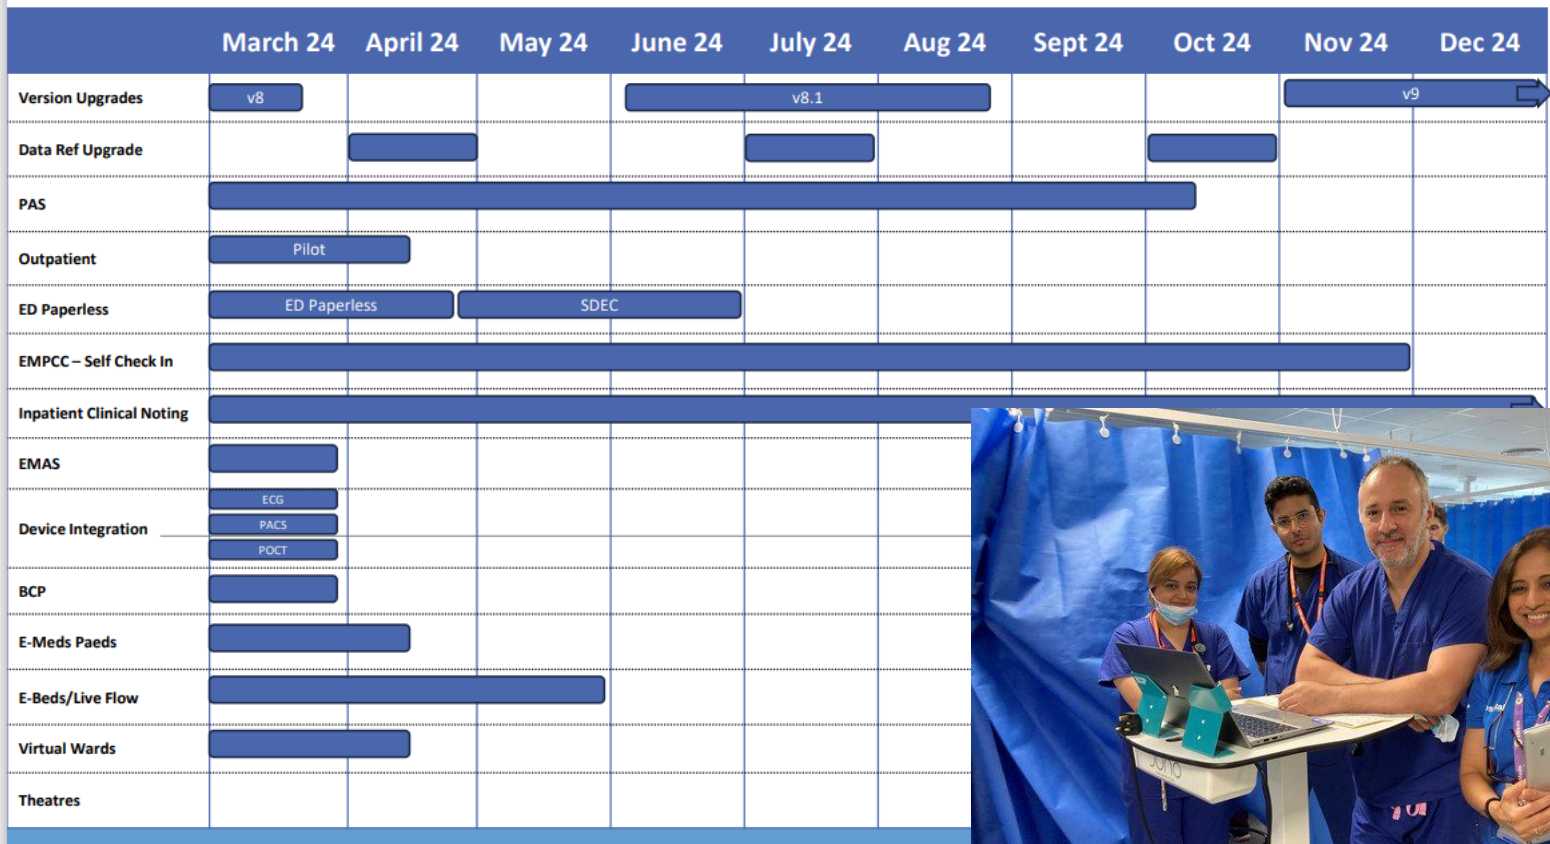 March 24 April 24 May 24 June 24 July 24 Aug 24 Sept 24 Oct 24 Nov 24 Dec 24
Version Upgrades v8 v8.1 v9
Data Ref Upgrade
PAS
Outpatient Pilot
ED Paperless ED Paperless SDEC
EMPCC – Self Check In
Inpatient Clinical Noting
EMAS
Device Integration
ECG
PACS
POCT
BCP
E-Meds Paeds
E-Beds/Live Flow
Virtual Wards
Theatres